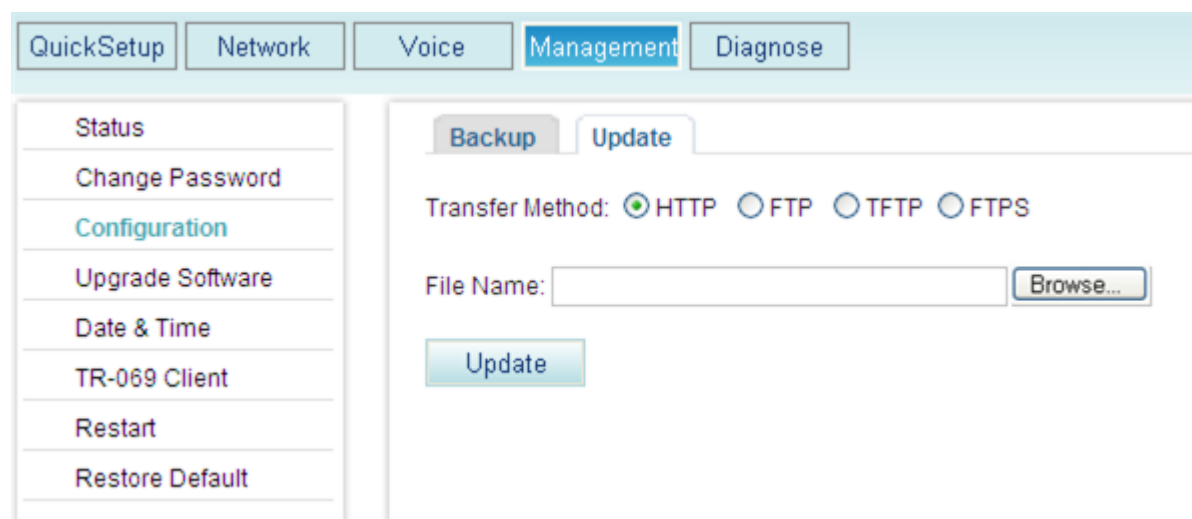 QuickSetup Network Voice Management Diagnose
Status
Change Password
Configuration
Upgrade Software
Date & Time
TR-069 Client
Restart
Restore Default
Backup Update
Transfer Method: HTTP FTP TFTP FTPS
File Name: Browse...
Update